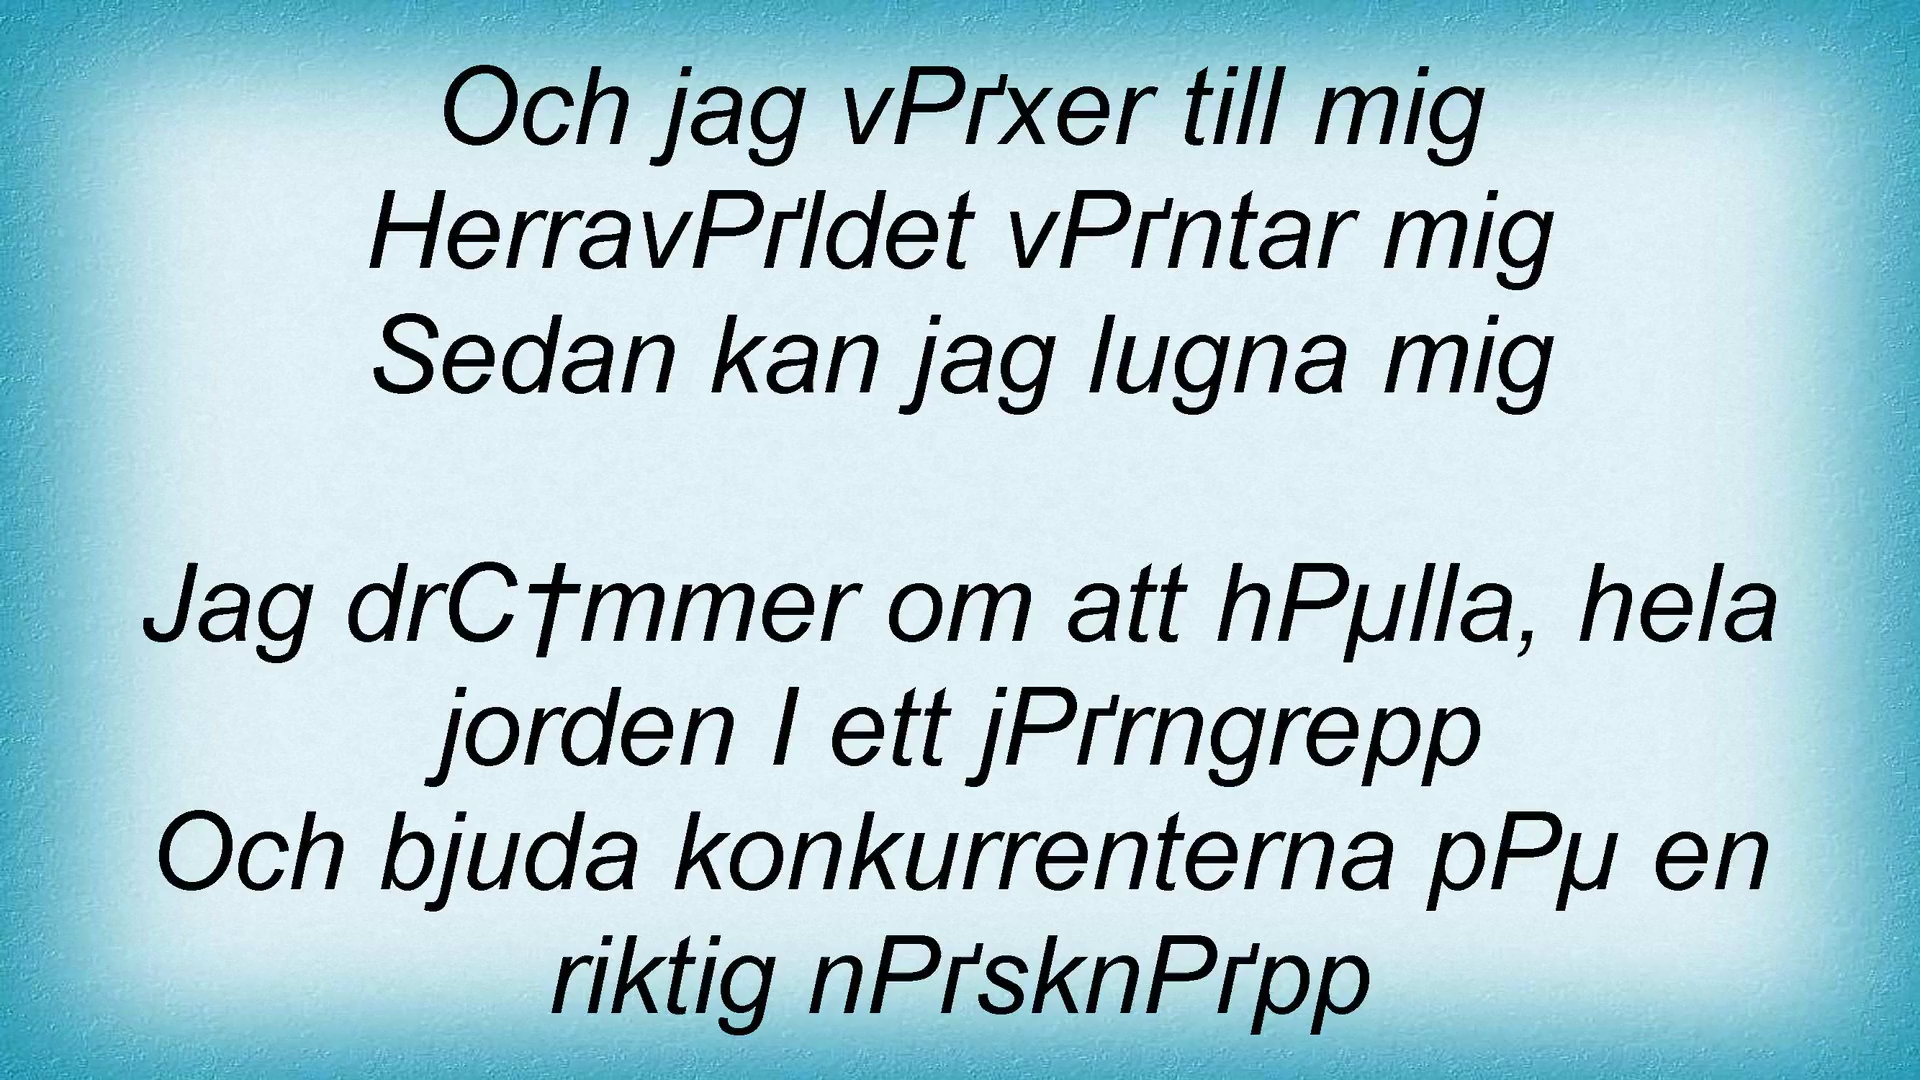 Och jag vPґxer till mig
HerravPґldet vPґntar mig
Sedan kan jag lugna mig
Jag drC†mmer om att hPµlla, hela
jorden I ett jPґrngrepp
Och bjuda konkurrenterna pPµ en
riktig nPґsknPґpp